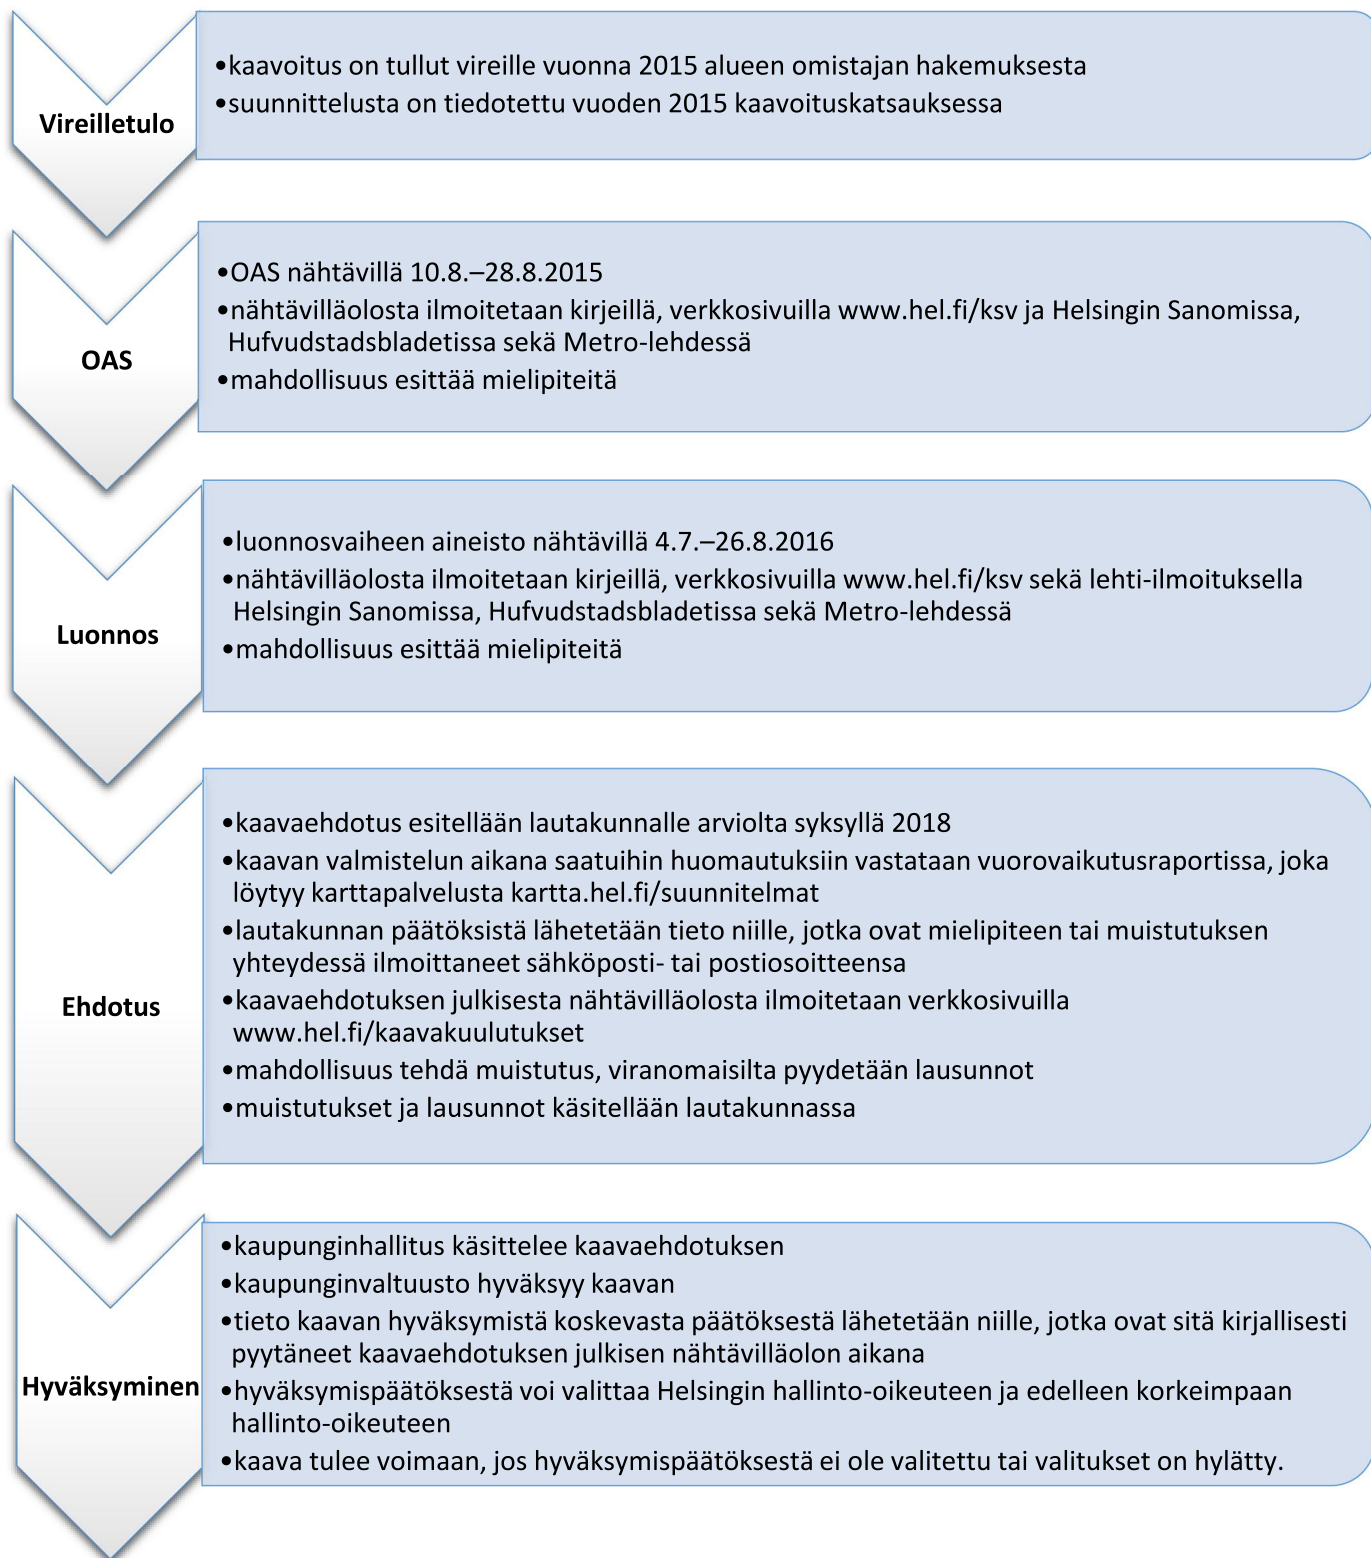 Vireilletulo
•kaavoitus on tullut vireille vuonna 2015 alueen omistajan hakemuksesta
•suunnittelusta on tiedotettu vuoden 2015 kaavoituskatsauksessa
OAS
•OAS nähtävillä 10.8.–28.8.2015
•nähtävilläolosta ilmoitetaan kirjeillä, verkkosivuilla www.hel.fi/ksv ja Helsingin Sanomissa,
Hufvudstadsbladetissa sekä Metro-lehdessä
•mahdollisuus esittää mielipiteitä
Luonnos
•luonnosvaiheen aineisto nähtävillä 4.7.–26.8.2016
•nähtävilläolosta ilmoitetaan kirjeillä, verkkosivuilla www.hel.fi/ksv sekä lehti-ilmoituksella
Helsingin Sanomissa, Hufvudstadsbladetissa sekä Metro-lehdessä
•mahdollisuus esittää mielipiteitä
Ehdotus
•kaavaehdotus esitellään lautakunnalle arviolta syksyllä 2018
•kaavan valmistelun aikana saatuihin huomautuksiin vastataan vuorovaikutusraportissa, joka
löytyy karttapalvelusta kartta.hel.fi/suunnitelmat
•lautakunnan päätöksistä lähetetään tieto niille, jotka ovat mielipiteen tai muistutuksen
yhteydessä ilmoittaneet sähköposti- tai postiosoitteensa
•kaavaehdotuksen julkisesta nähtävilläolosta ilmoitetaan verkkosivuilla
www.hel.fi/kaavakuulutukset
•mahdollisuus tehdä muistutus, viranomaisilta pyydetään lausunnot
•muistutukset ja lausunnot käsitellään lautakunnassa
Hyväksyminen
•kaupunginhallitus käsittelee kaavaehdotuksen
•kaupunginvaltuusto hyväksyy kaavan
•tieto kaavan hyväksymistä koskevasta päätöksestä lähetetään niille, jotka ovat sitä kirjallisesti
pyytäneet kaavaehdotuksen julkisen nähtävilläolon aikana
•hyväksymispäätöksestä voi valittaa Helsingin hallinto-oikeuteen ja edelleen korkeimpaan
hallinto-oikeuteen
•kaava tulee voimaan, jos hyväksymispäätöksestä ei ole valitettu tai valitukset on hylätty.